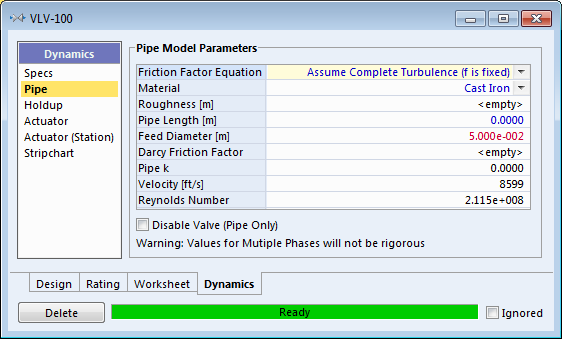 VLV-100
Dynamics
Specs
Pipe
Holdup
Actuator
Actuator (Station)
Stripchart
Pipe Model Parameters
Friction Factor Equation Assume Complete Turbulence (f is fixed)
Material Cast Iron
Roughness [m] <empty>
Pipe Length [m] 0.0000
Feed Diameter [m] 5.000e-002
Darcy Friction Factor <empty>
Pipe k 0.0000
Velocity [ft/s] 8599
Reynolds Number 2.115e+008
Disable Valve (Pipe Only)
Warning: Values for Mutiple Phases will not be rigorous
Design Rating Worksheet Dynamics
Delete Ready Ignored